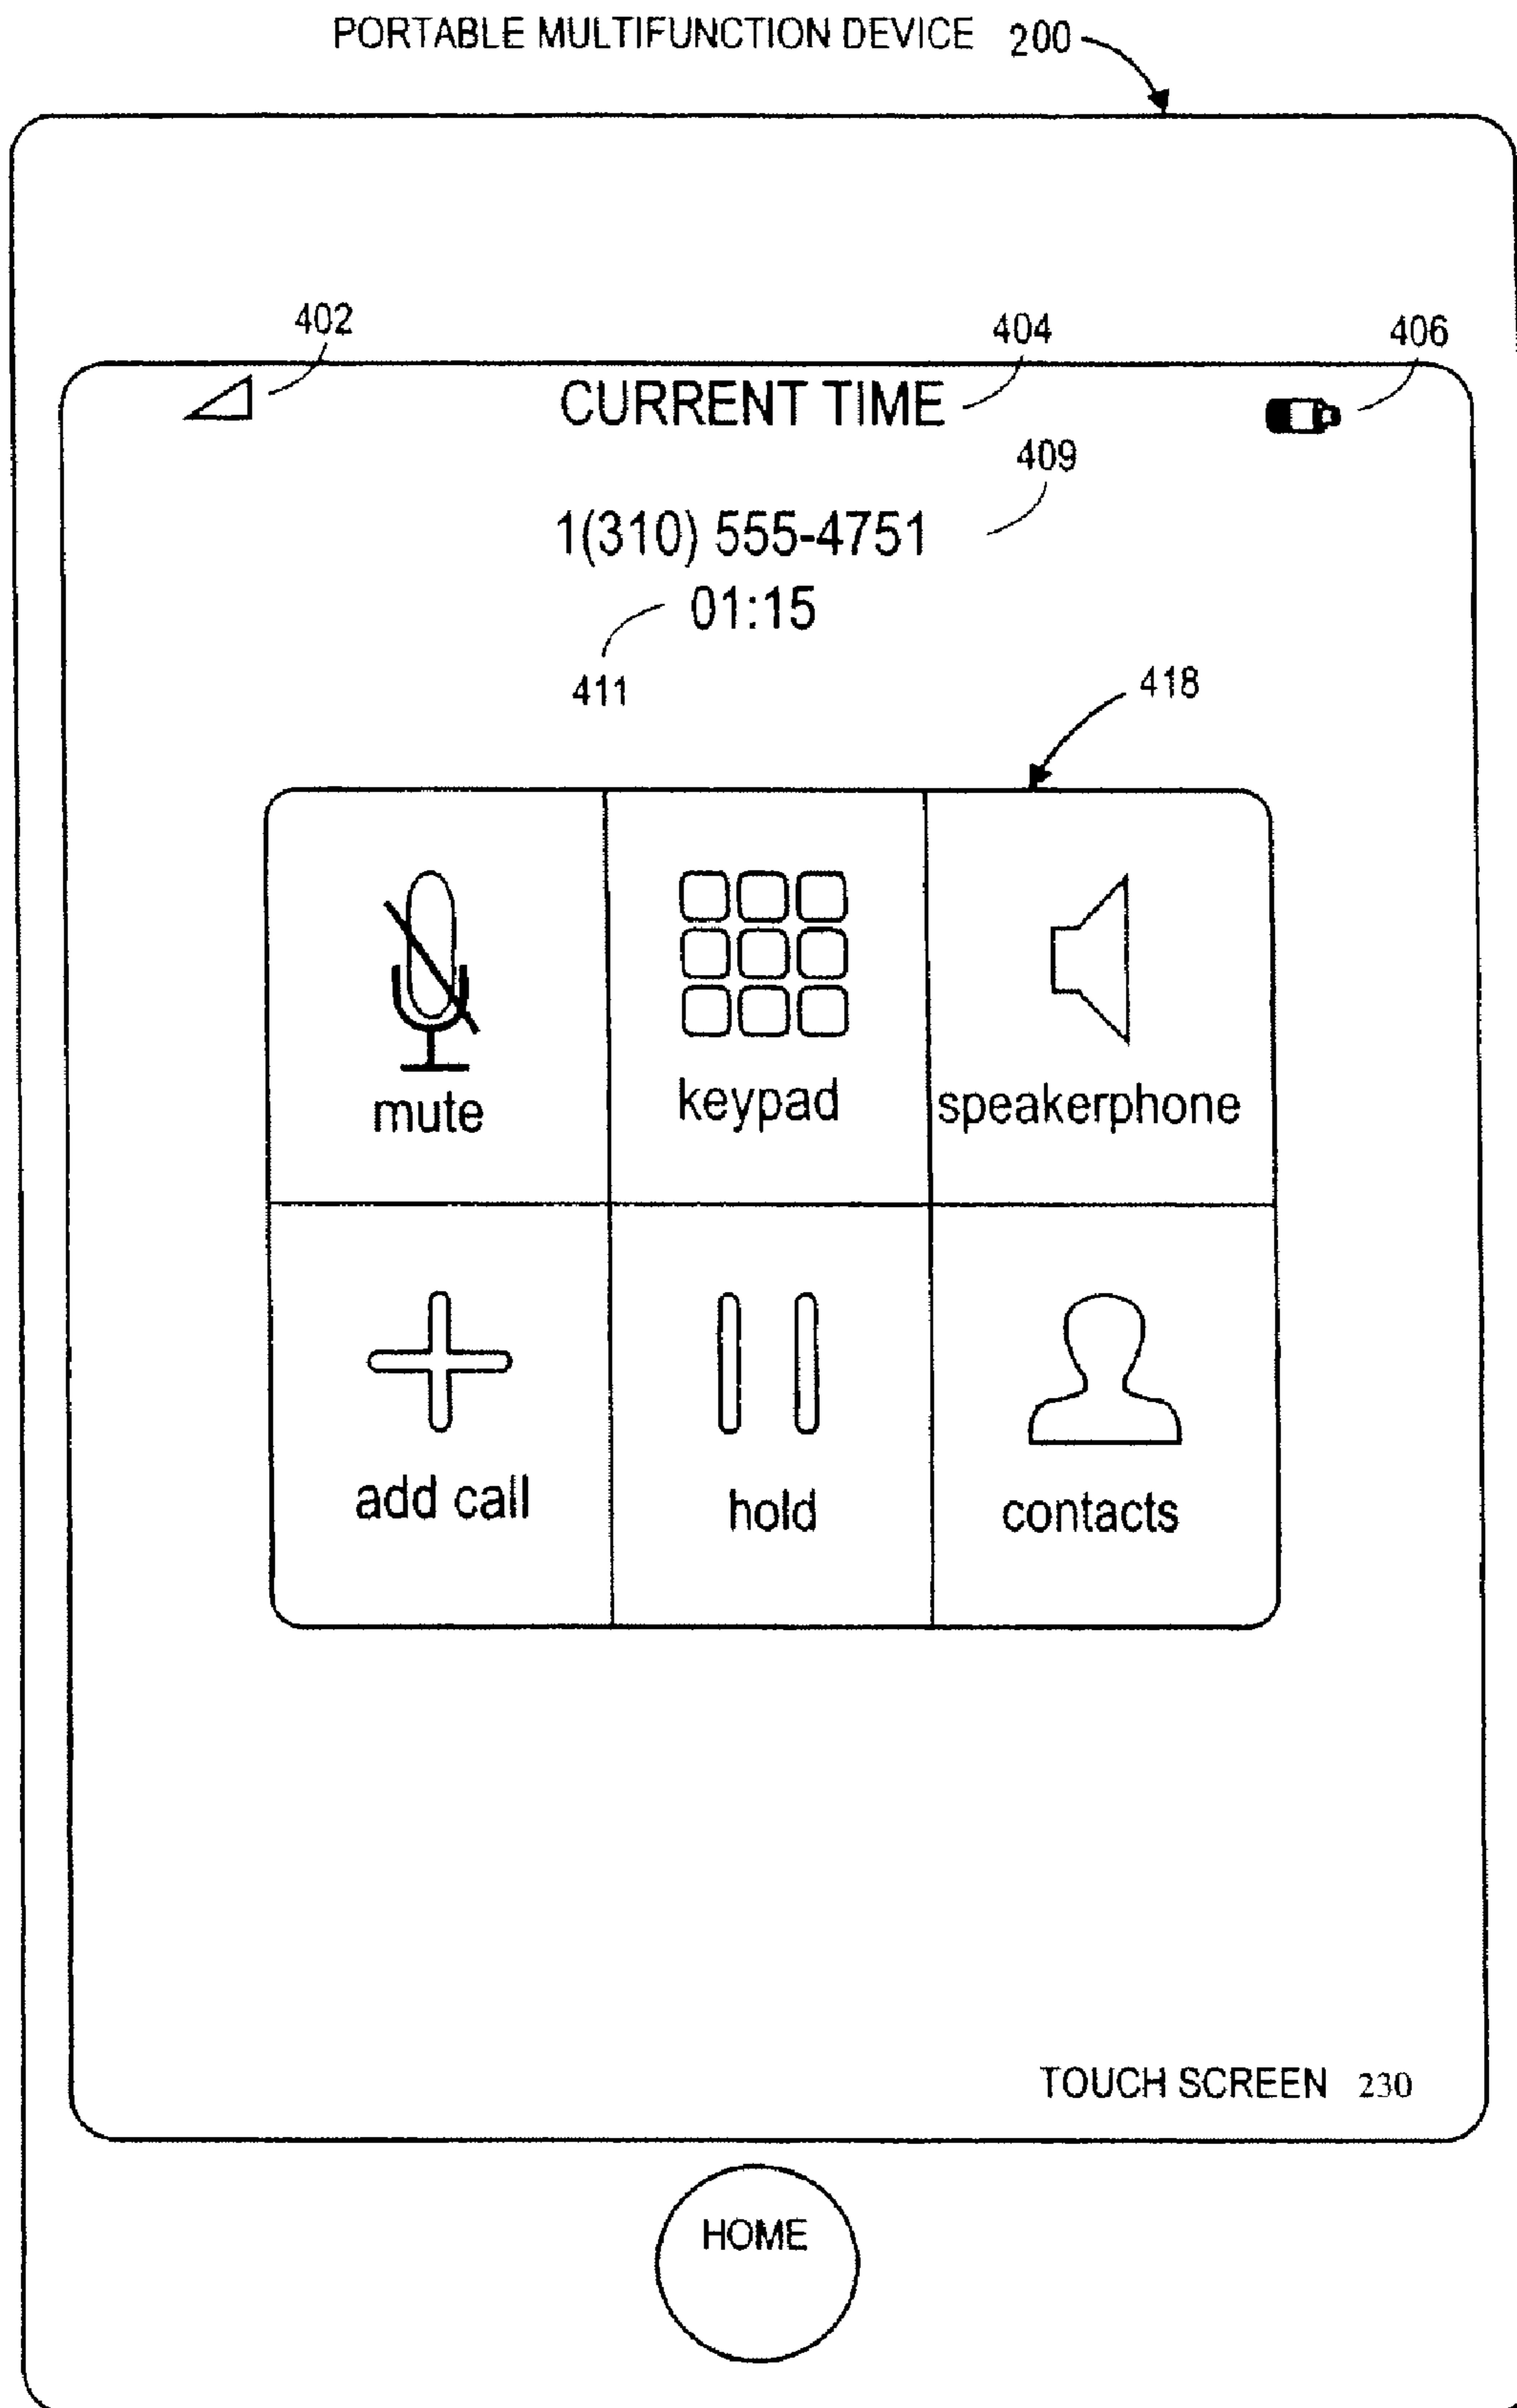 PORTABLE MULTIFUNCTION DEVICE 200
402
404
406
CURRENT TIME
409
1(310) 555-4751
01:15
411
418
mute
keypad
speakerphone
add call
hold
contacts
TOUCH SCREEN 230
HOME